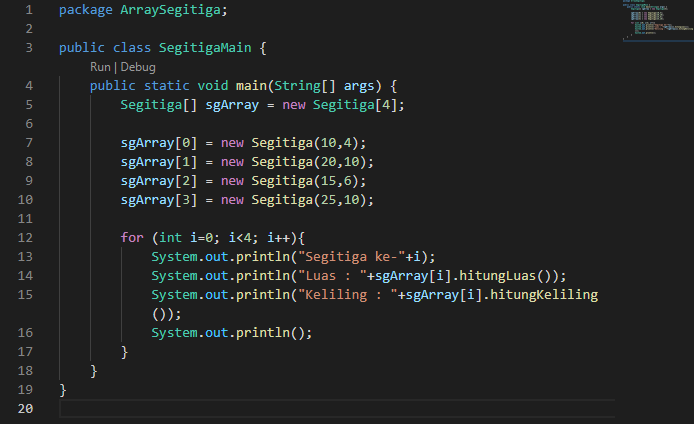 1 package ArraySegitiga;
2
3 public class SegitigaMain {
Run | Debug
4 public static void main(String[] args) {
5 Segitiga[] sgArray = new Segitiga[4];
6
7 sgArray[0] = new Segitiga(10,4);
8 sgArray[1] = new Segitiga(20,10);
9 sgArray[2] = new Segitiga(15,6);
10 sgArray[3] = new Segitiga(25,10);
11
12 for (int i=0; i<4; i++){
13 System.out.println("Segitiga ke-"+i);
14 System.out.println("Luas : "+sgArray[i].hitungLuas());
15 System.out.println("Keliling : "+sgArray[i].hitungKeliling
());
16 System.out.println();
17 }
18 }
19 }
20